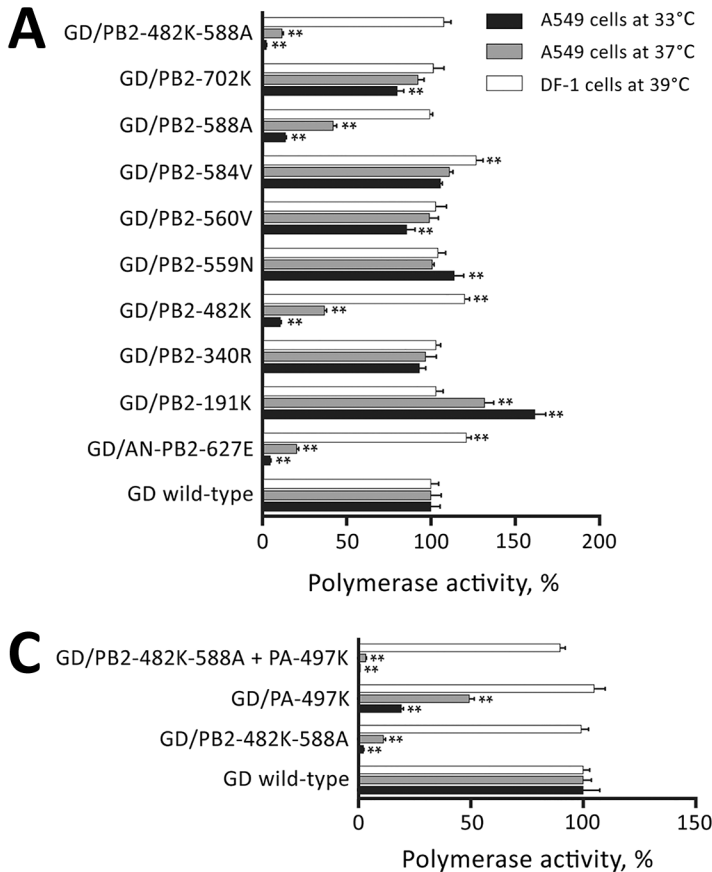 A
A549 cells at 33°C
A549 cells at 37°C
DF-1 cells at 39°C
GD/PB2-482K-588A
**
**
GD/PB2-702K
**
GD/PB2-588A
**
**
GD/PB2-584V
**
GD/PB2-560V
**
GD/PB2-559N
**
GD/PB2-482K
**
**
**
GD/PB2-340R
GD/PB2-191K
**
**
GD/AN-PB2-627E
**
**
**
GD wild-type
0 50 100 150 200
Polymerase activity, %
C
GD/PB2-482K-588A + PA-497K
**
**
GD/PA-497K
**
**
GD/PB2-482K-588A
**
**
GD wild-type
0 50 100 150
Polymerase activity, %